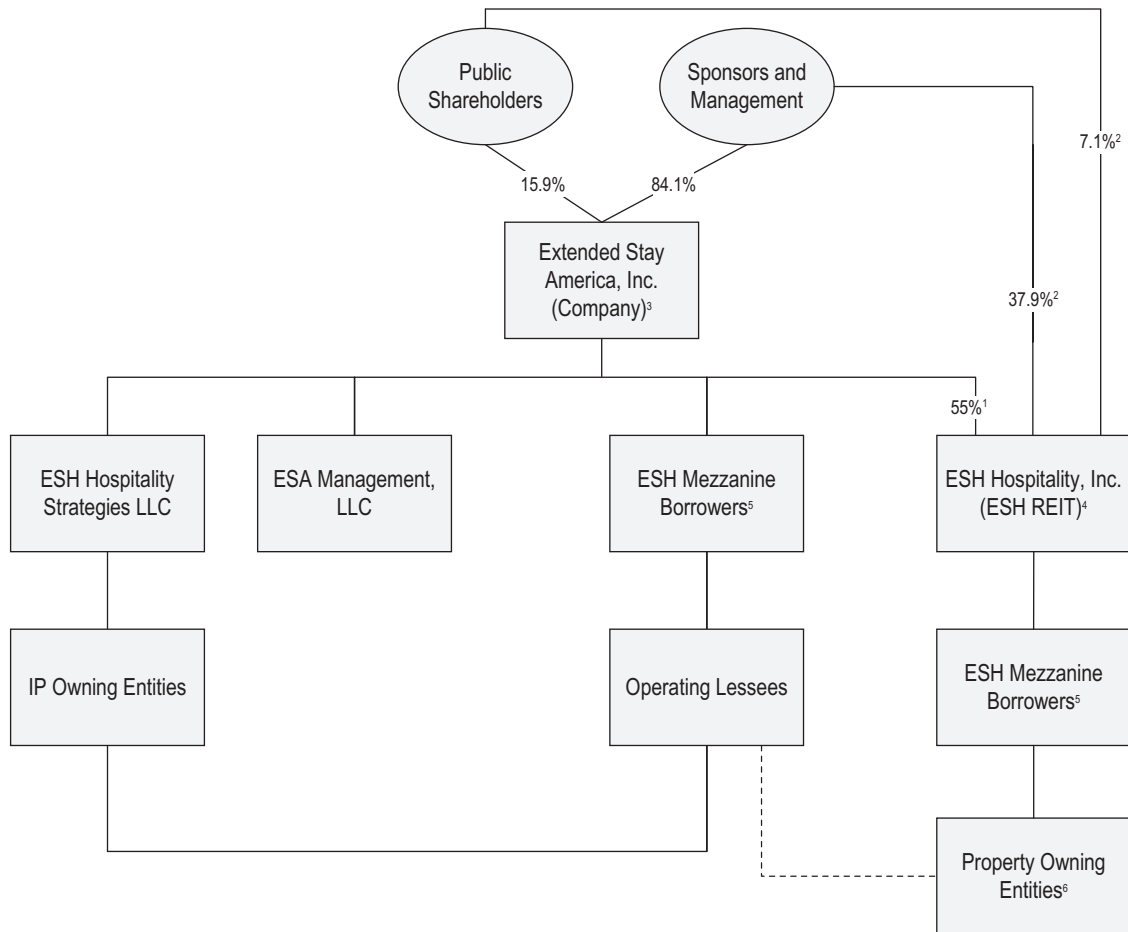 Public
Shareholders
Sponsors and
Management
7.1%²
15.9%
84.1%
Extended Stay
America, Inc.
(Company)³
37.9%²
55%¹
ESH Hospitality
Strategies LLC
ESA Management,
LLC
ESH Mezzanine
Borrowers⁵
ESH Hospitality, Inc.
(ESH REIT)⁴
IP Owning Entities
Operating Lessees
ESH Mezzanine
Borrowers⁵
Property Owning
Entities⁶